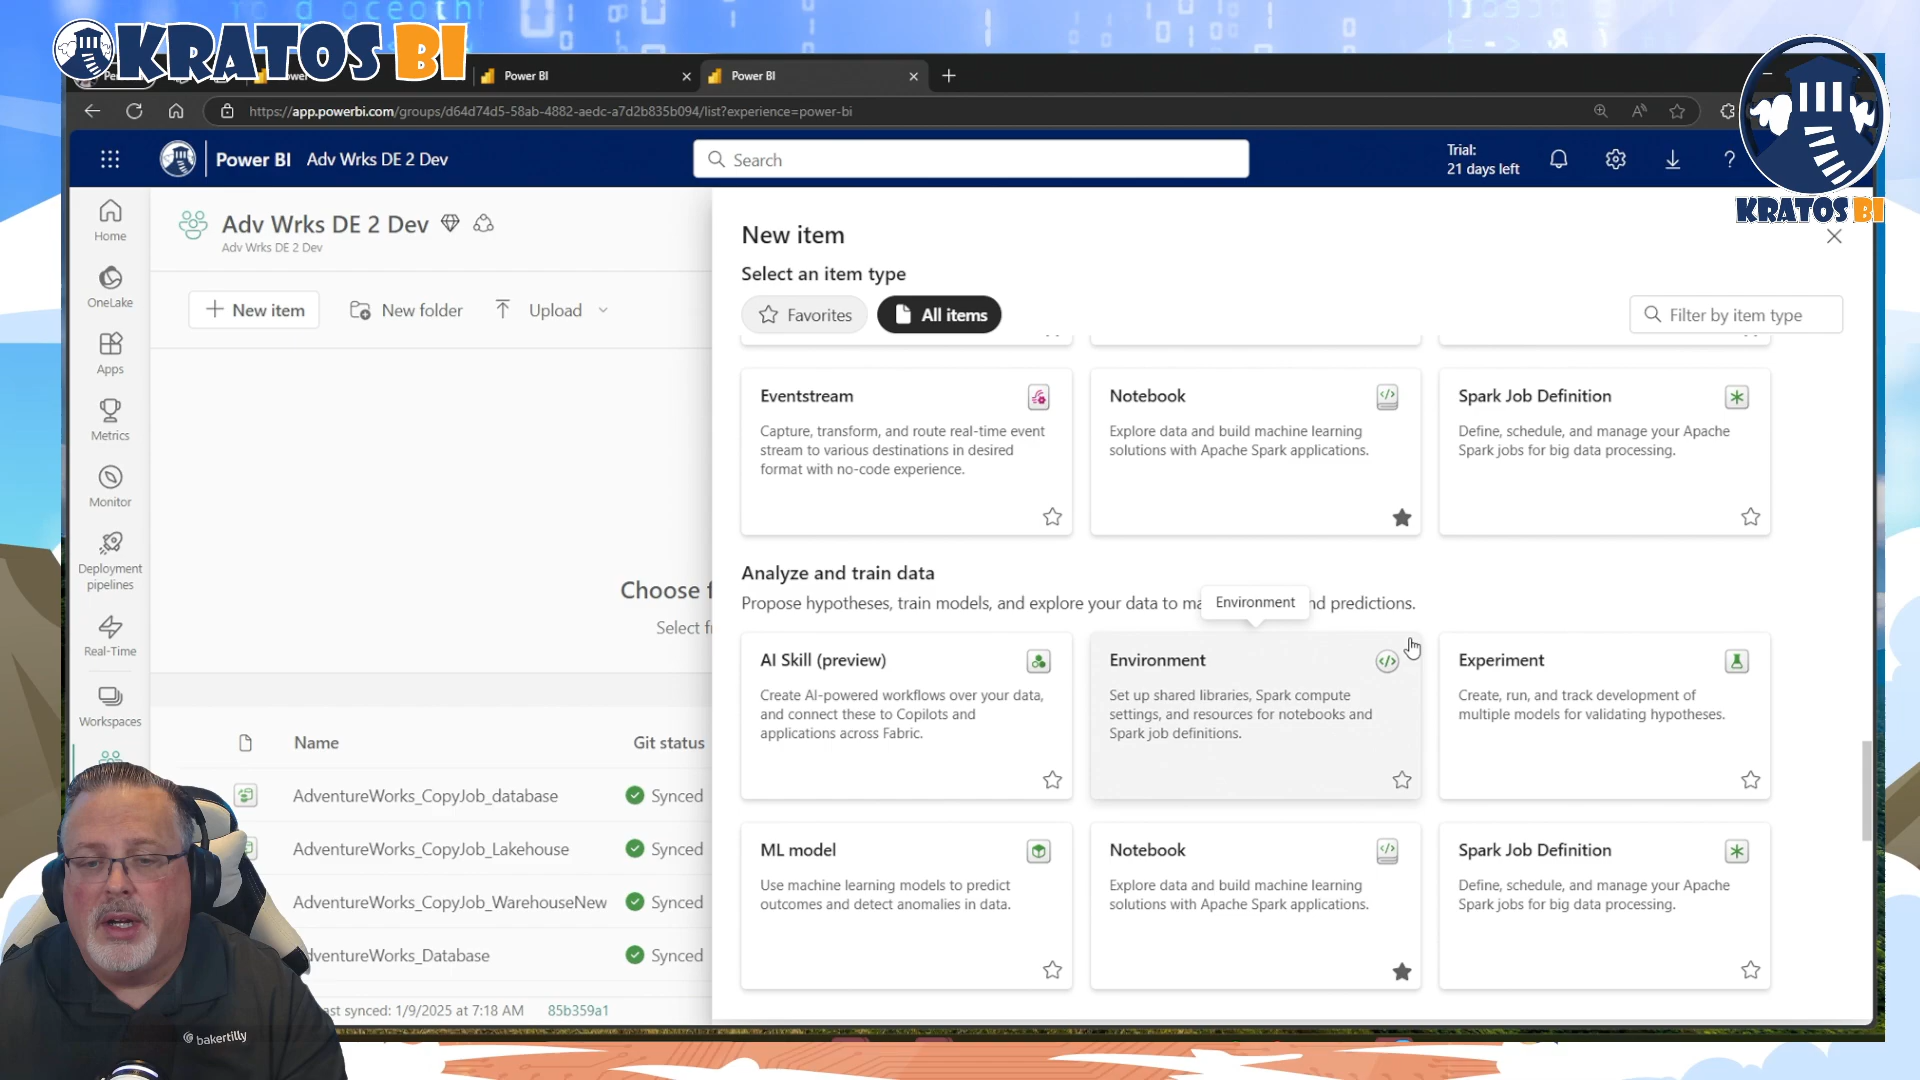 KRATOS BI
Power BI
Power BI
https://app.powerbi.com/groups/d64d74d5-58ab-4882-aedc-a7d2b835b094/list?experience=power-bi
Power BI Adv Wrks DE 2 Dev
Search
Trial:
21 days left
KRATOS BI
Home
OneLake
Apps
Metrics
Monitor
Deployment
pipelines
Real-Time
Workspaces
Adv Wrks DE 2 Dev
Adv Wrks DE 2 Dev
New item
New folder
Upload
Choose f
Select fr
Name
Git status
AdventureWorks_CopyJob_database
Synced
AdventureWorks_CopyJob_Lakehouse
Synced
AdventureWorks_CopyJob_WarehouseNew
Synced
dventureWorks_Database
Synced
ast synced: 1/9/2025 at 7:18 AM
85b359a1
bakertilly
New item
Select an item type
Favorites
All items
Filter by item type
Eventstream
Capture, transform, and route real-time event
stream to various destinations in desired
format with no-code experience.
Notebook
Explore data and build machine learning
solutions with Apache Spark applications.
Spark Job Definition
Define, schedule, and manage your Apache
Spark jobs for big data processing.
Analyze and train data
Propose hypotheses, train models, and explore your data to ma
Environment
nd predictions.
AI Skill (preview)
Create AI-powered workflows over your data,
and connect these to Copilots and
applications across Fabric.
Environment
Set up shared libraries, Spark compute
settings, and resources for notebooks and
Spark job definitions.
Experiment
Create, run, and track development of
multiple models for validating hypotheses.
ML model
Use machine learning models to predict
outcomes and detect anomalies in data.
Notebook
Explore data and build machine learning
solutions with Apache Spark applications.
Spark Job Definition
Define, schedule, and manage your Apache
Spark jobs for big data processing.